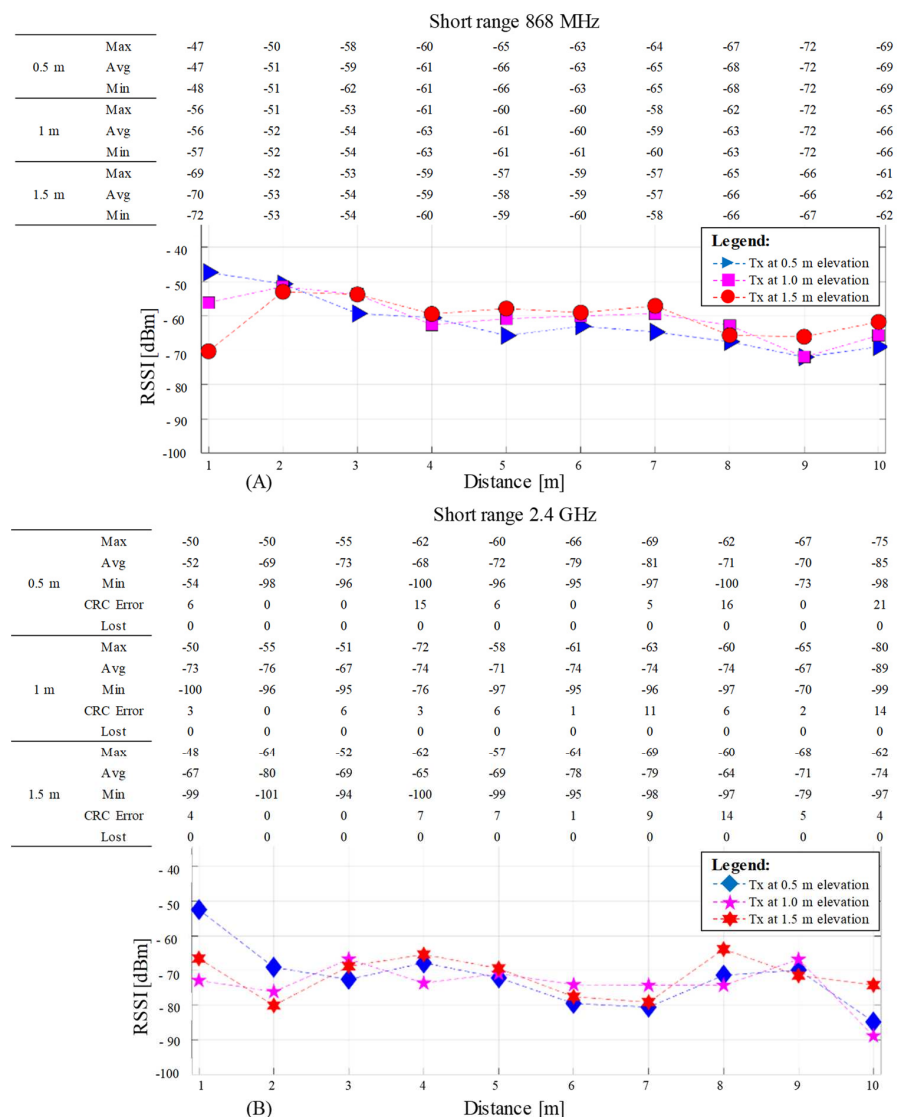 Short range 868 MHz
Max -47 -50 -58 -60 -65 -63 -64 -67 -72 -69
0.5 m Avg -47 -51 -59 -61 -66 -63 -65 -68 -72 -69
Min -48 -51 -62 -61 -66 -63 -65 -68 -72 -69
Max -56 -51 -53 -61 -60 -60 -58 -62 -72 -65
1 m Avg -56 -52 -54 -63 -61 -60 -59 -63 -72 -66
Min -57 -52 -54 -63 -61 -61 -60 -63 -72 -66
Max -69 -52 -53 -59 -57 -59 -57 -65 -66 -61
1.5 m Avg -70 -53 -54 -59 -58 -59 -57 -66 -66 -62
Min -72 -53 -54 -60 -59 -60 -58 -66 -67 -62
Legend:
Tx at 0.5 m elevation
Tx at 1.0 m elevation
Tx at 1.5 m elevation
RSSI [dBm]
- 40
- 50
- 60
- 70
- 80
- 90
-100
1 2 3 4 5 6 7 8 9 10
(A) Distance [m]
Short range 2.4 GHz
Max -50 -50 -55 -62 -60 -66 -69 -62 -67 -75
0.5 m Avg -52 -69 -73 -68 -72 -79 -81 -71 -70 -85
Min -54 -98 -96 -100 -96 -95 -97 -100 -73 -98
CRC Error 6 0 0 15 6 0 5 16 0 21
Lost 0 0 0 0 0 0 0 0 0 0
Max -50 -55 -51 -72 -58 -61 -63 -60 -65 -80
Avg -73 -76 -67 -74 -71 -74 -74 -74 -67 -89
1 m Min -100 -96 -95 -76 -97 -95 -96 -97 -70 -99
CRC Error 3 0 6 3 6 1 11 6 2 14
Lost 0 0 0 0 0 0 0 0 0 0
Max -48 -64 -52 -62 -57 -64 -69 -60 -68 -62
Avg -67 -80 -69 -65 -69 -78 -79 -64 -71 -74
1.5 m Min -99 -101 -94 -100 -99 -95 -98 -97 -79 -97
CRC Error 4 0 0 7 7 1 9 14 5 4
Lost 0 0 0 0 0 0 0 0 0 0
Legend:
Tx at 0.5 m elevation
Tx at 1.0 m elevation
Tx at 1.5 m elevation
RSSI [dBm]
- 40
- 50
- 60
- 70
- 80
- 90
-100
1 2 3 4 5 6 7 8 9 10
(B) Distance [m]